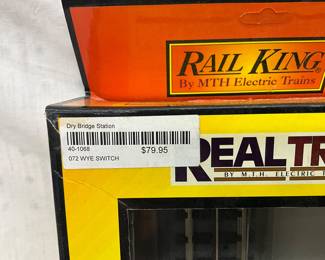 RAIL KING
By MTH Electric Trains
Dry Bridge Station
40-1068 $79.95
072 WYE SWITCH
REALTR
BY M.T.H. ELECTRIC